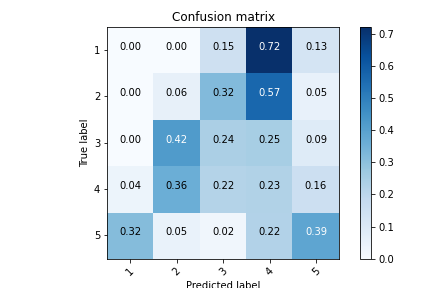 Confusion matrix
1 0.00 0.00 0.15 0.72 0.13
2 0.00 0.06 0.32 0.57 0.05
3 0.00 0.42 0.24 0.25 0.09
4 0.04 0.36 0.22 0.23 0.16
5 0.32 0.05 0.02 0.22 0.39
1 2 3 4 5
True label
Predicted label
0.7
0.6
0.5
0.4
0.3
0.2
0.1
0.0